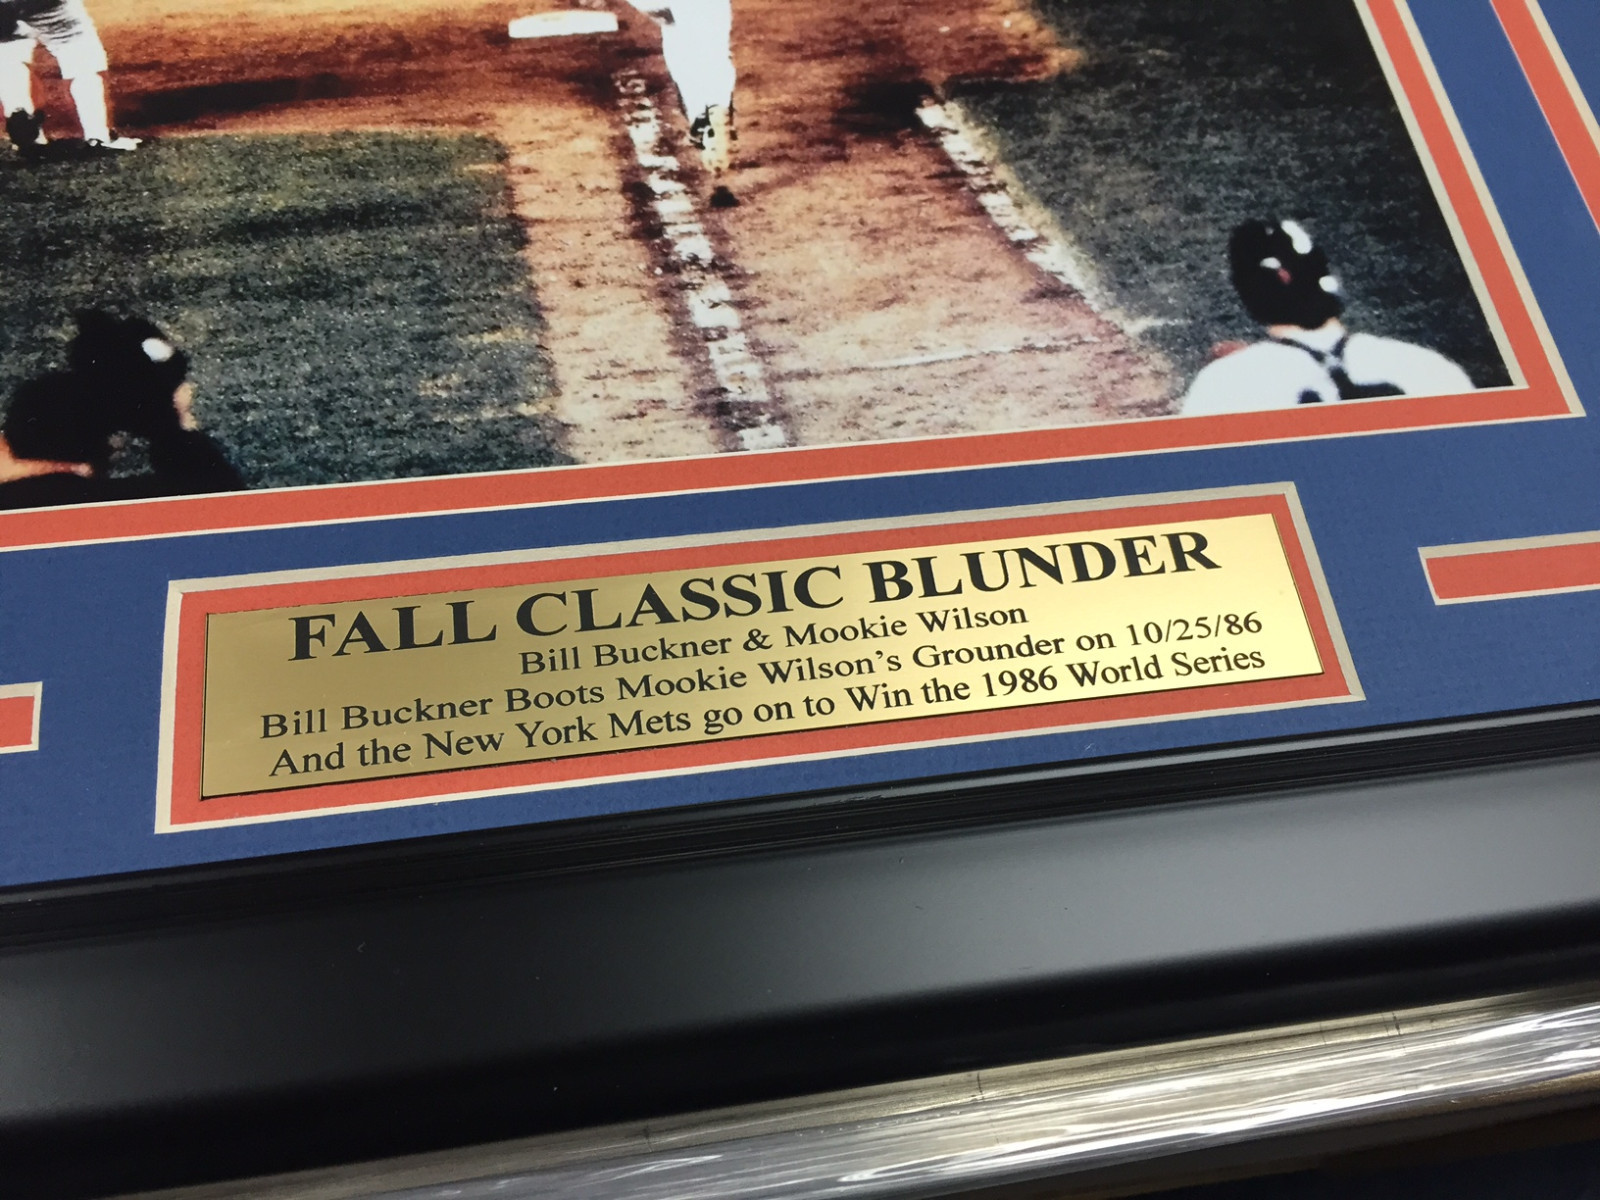 FALL CLASSIC BLUNDER
Bill Buckner & Mookie Wilson
Bill Buckner Boots Mookie Wilson's Grounder on 10/25/86
And the New York Mets go on to Win the 1986 World Series